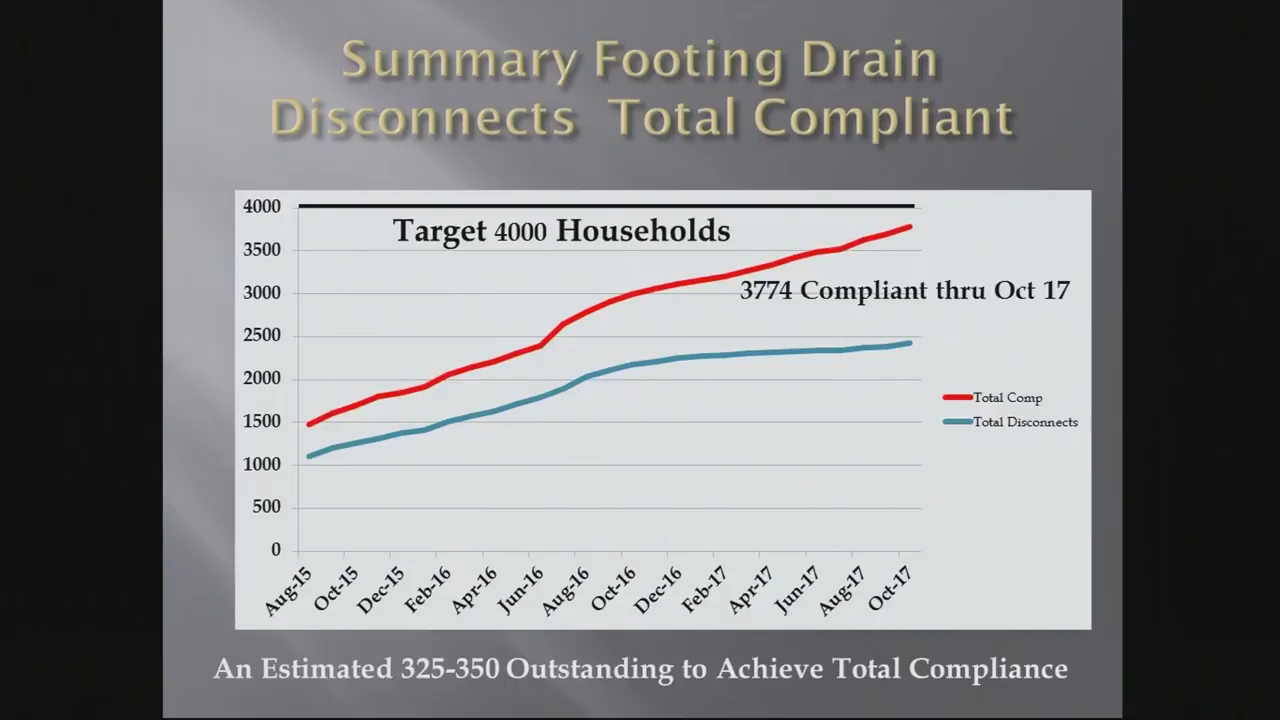 Summary Footing Drain
Disconnects Total Compliant
4000
Target 4000 Households
3500
3000
3774 Compliant thru Oct 17
2500
2000
1500
1000
500
0
Total Comp
Total Disconnects
Aug-15
Oct-15
Dec-15
Feb-16
Apr-16
Jun-16
Aug-16
Oct-16
Dec-16
Feb-17
Apr-17
Jun-17
Aug-17
Oct-17
An Estimated 325-350 Outstanding to Achieve Total Compliance